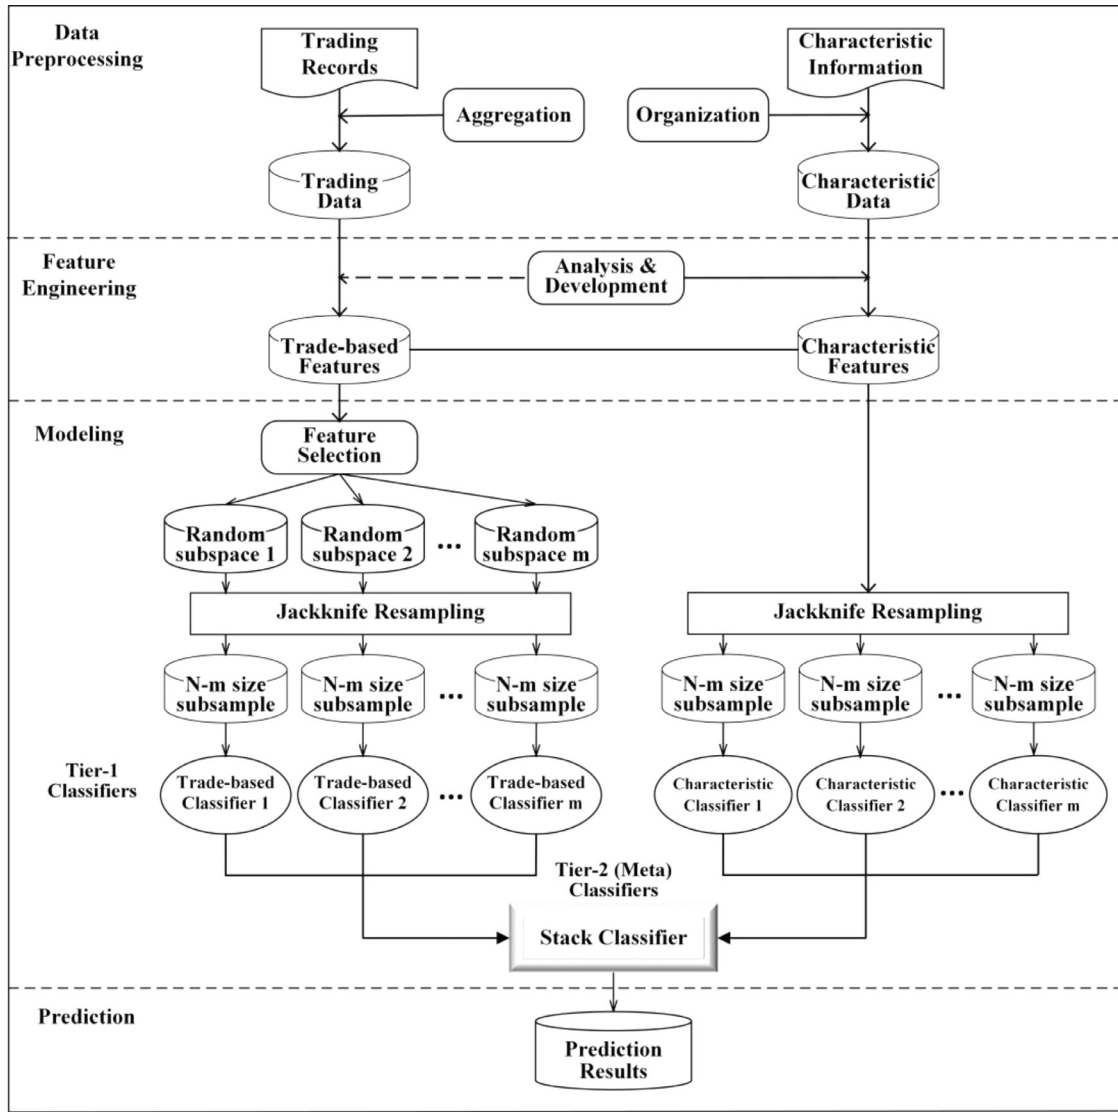 Data
Preprocessing
Trading
Records
Characteristic
Information
Aggregation
Organization
Trading
Data
Characteristic
Data
Feature
Engineering
Analysis &
Development
Trade-based
Features
Characteristic
Features
Modeling
Feature
Selection
Random
subspace 1
Random
subspace 2
...
Random
subspace m
Jackknife Resampling
Jackknife Resampling
N-m size
subsample
N-m size
subsample
...
N-m size
subsample
N-m size
subsample
N-m size
subsample
...
N-m size
subsample
Tier-1
Classifiers
Trade-based
Classifier 1
Trade-based
Classifier 2
...
Trade-based
Classifier m
Characteristic
Classifier 1
Characteristic
Classifier 2
...
Characteristic
Classifier m
Tier-2 (Meta)
Classifiers
Stack Classifier
Prediction
Prediction
Results